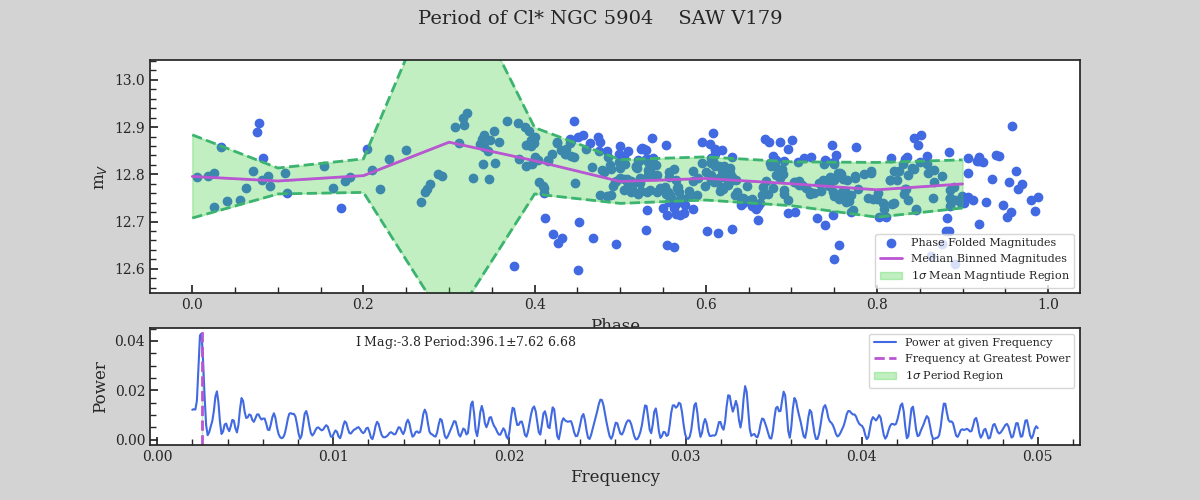 Period of Cl* NGC 5904    SAW V179
13.0
12.9
12.8
12.7
12.6
m_V
0.0 0.2 0.4 0.6 0.8 1.0
Phase
Phase Folded Magnitudes
Median Binned Magnitudes
1σ Mean Magntiude Region
0.04
0.02
0.00
Power
I Mag:-3.8 Period:396.1±7.62 6.68
Power at given Frequency
Frequency at Greatest Power
1σ Period Region
0.00 0.01 0.02 0.03 0.04 0.05
Frequency